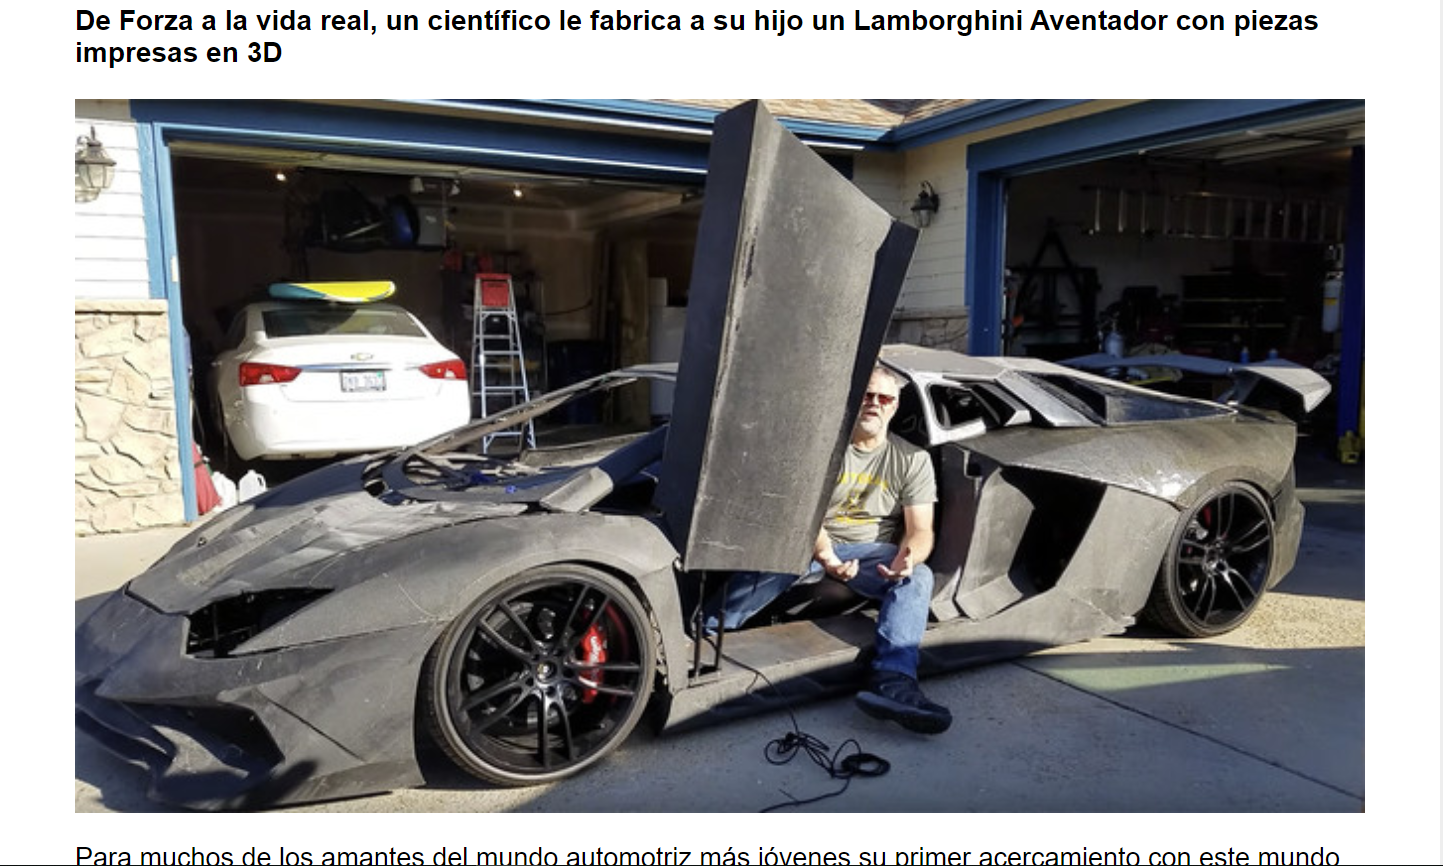 De Forza a la vida real, un científico le fabrica a su hijo un Lamborghini Aventador con piezas
impresas en 3D
Para muchos de los amantes del mundo automotriz más jóvenes su primer acercamiento con este mundo